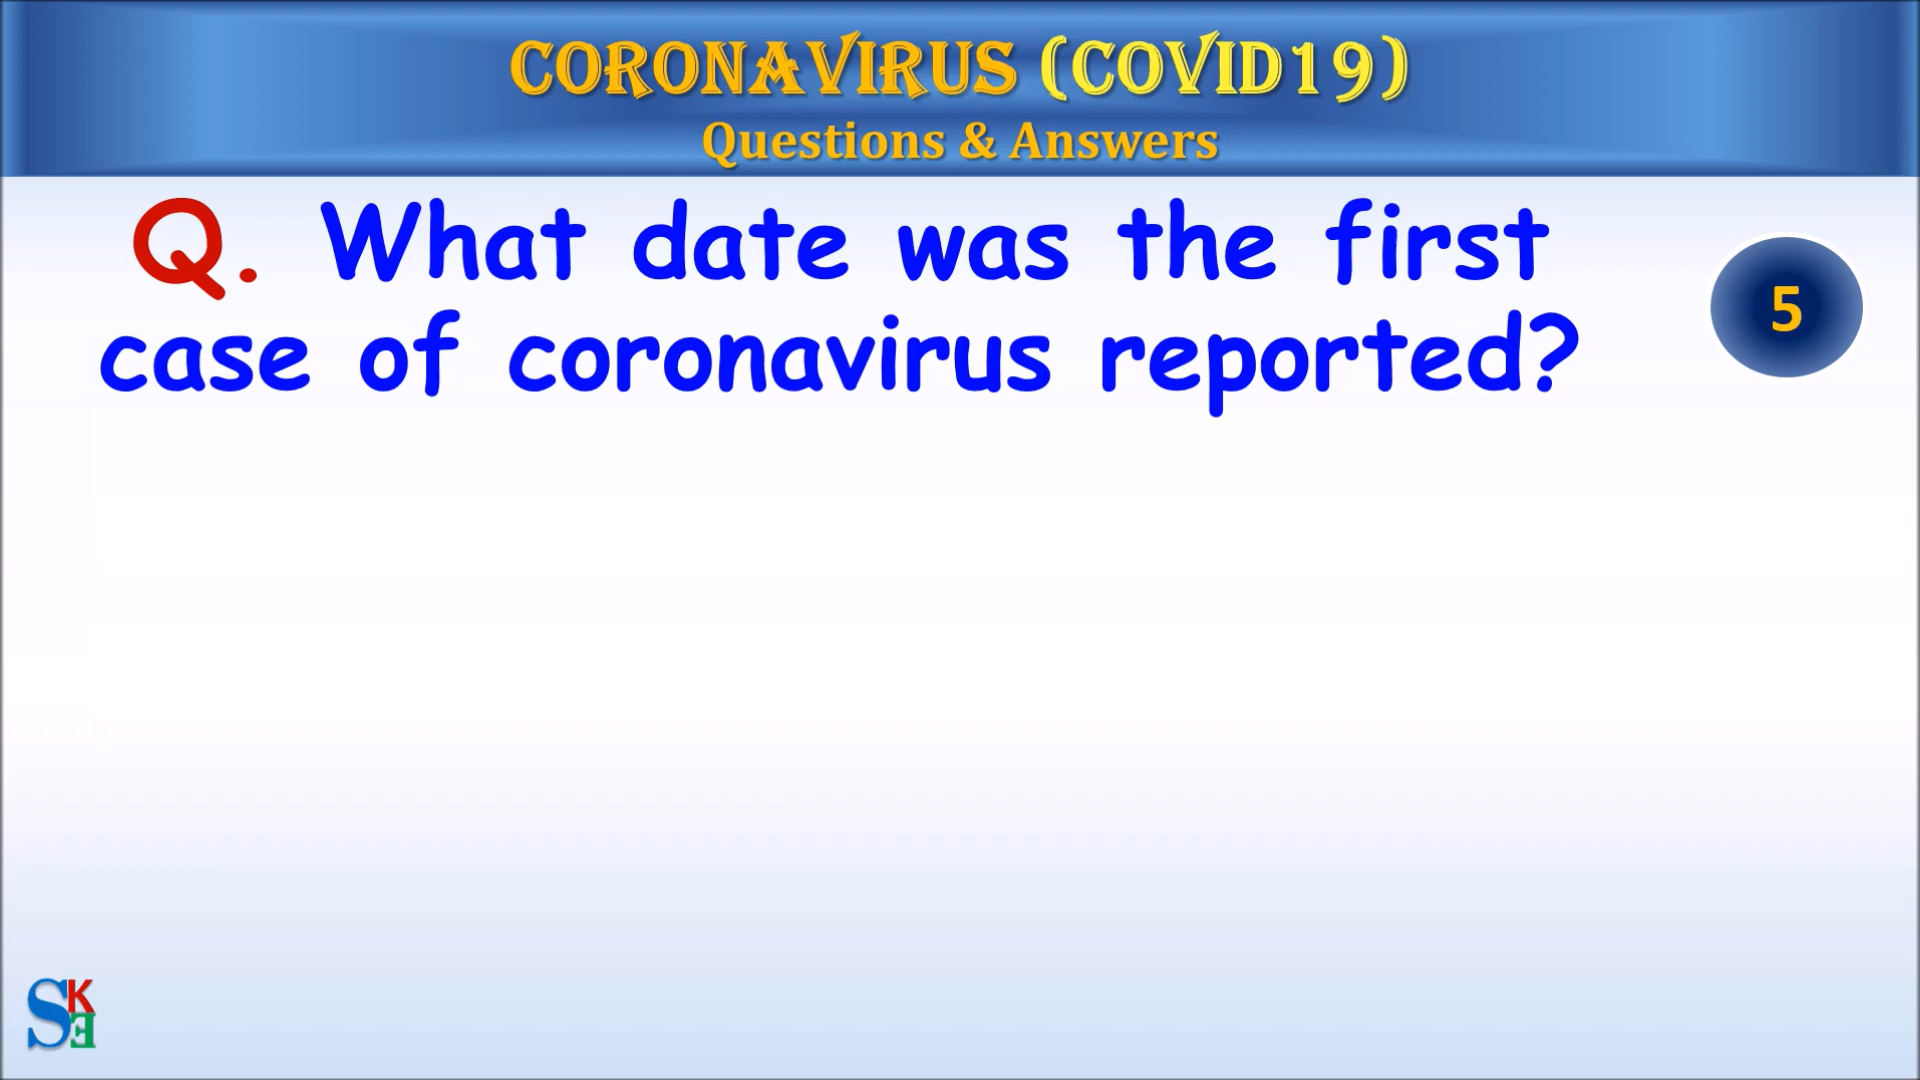 CORONAVIRUS (COVID19)
Questions & Answers
Q. What date was the first
case of coronavirus reported?
5
SKE